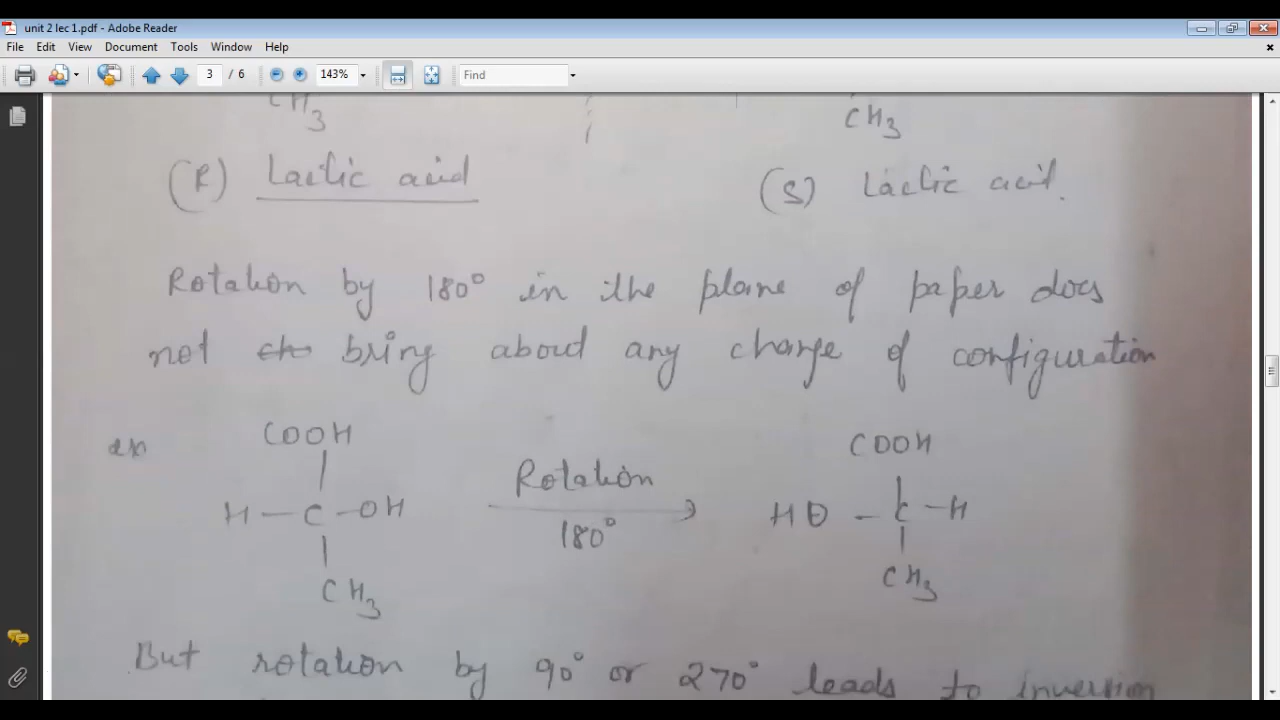 unit 2 lec 1.pdf - Adobe Reader
File Edit View Document Tools Window Help
3 / 6 143% Find
CH3 CH3
(R) Lactic acid (S) Lactic acid.
Rotation by 180° in the plane of paper does
not ch bring about any change of configuration
ex
COOH COOH
Rotation
H - C - OH HO - C - H
180°
CH3 CH3
But rotation by 90° or 270° leads to inversion